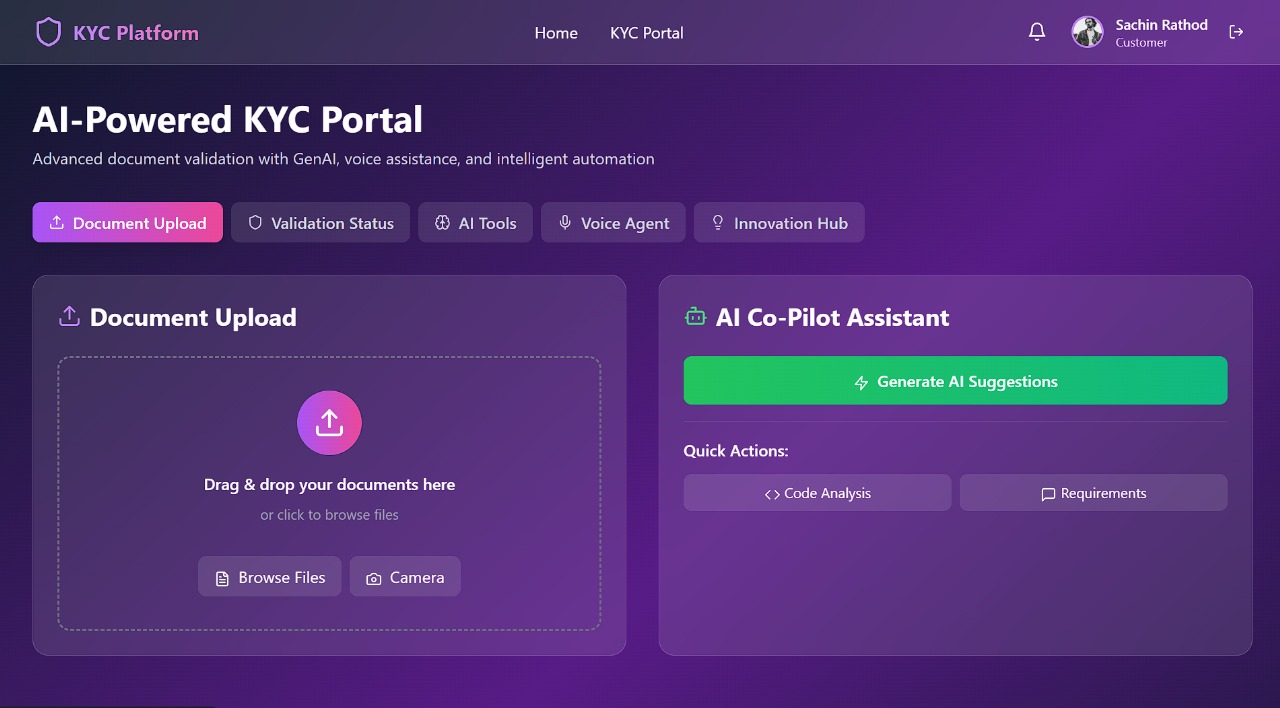 KYC Platform
Home
KYC Portal
Sachin Rathod
Customer
AI-Powered KYC Portal
Advanced document validation with GenAI, voice assistance, and intelligent automation
Document Upload
Validation Status
AI Tools
Voice Agent
Innovation Hub
Document Upload
Drag & drop your documents here
or click to browse files
Browse Files
Camera
AI Co-Pilot Assistant
Generate AI Suggestions
Quick Actions:
Code Analysis
Requirements